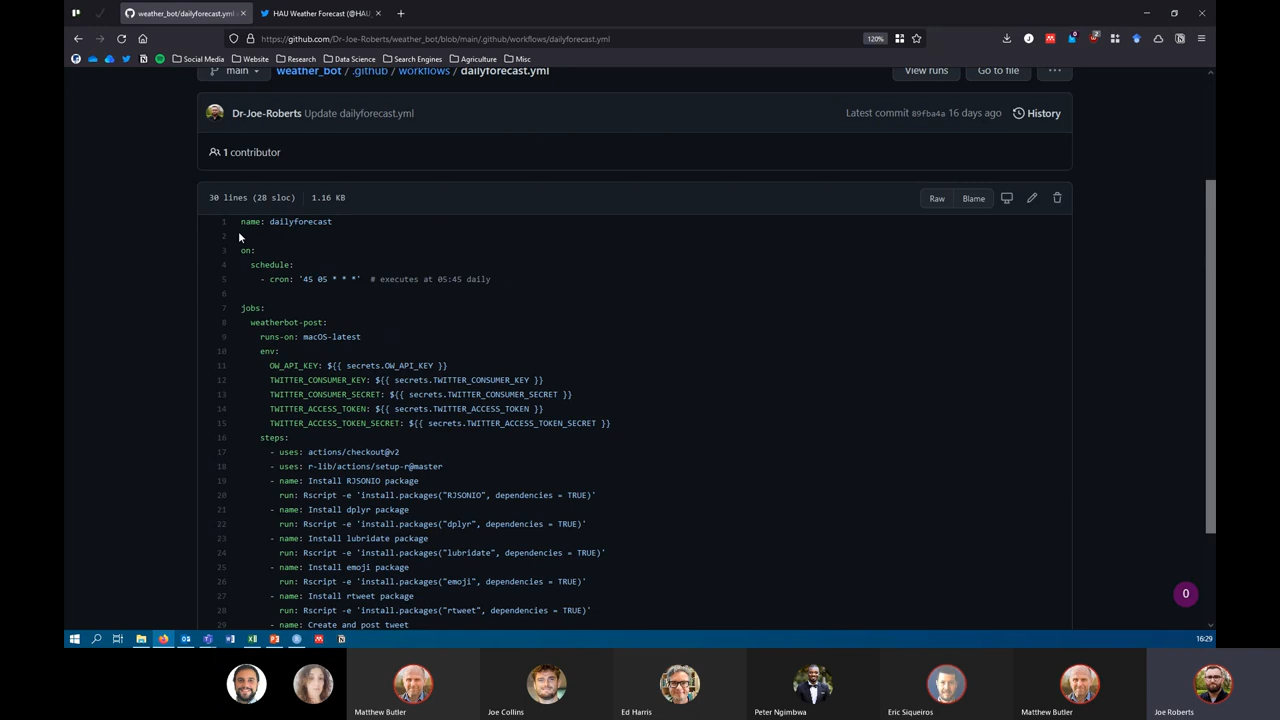 weather_bot/dailyforecast.yml
HAU Weather Forecast (@HAU_
https://github.com/Dr-Joe-Roberts/weather_bot/blob/main/.github/workflows/dailyforecast.yml
120%
2
Social Media
Website
Research
Data Science
Search Engines
Agriculture
Misc
main
weather_bot / .github / workflows / dailyforecast.yml
View runs
Go to file
Dr-Joe-Roberts Update dailyforecast.yml
Latest commit 89fba4a 16 days ago
History
1 contributor
30 lines (28 sloc)
1.16 KB
Raw
Blame
1 name: dailyforecast
2
3 on:
4 schedule:
5 - cron: '45 05 * * *' # executes at 05:45 daily
6
7 jobs:
8 weatherbot-post:
9 runs-on: macOS-latest
10 env:
11 OW_API_KEY: ${{ secrets.OW_API_KEY }}
12 TWITTER_CONSUMER_KEY: ${{ secrets.TWITTER_CONSUMER_KEY }}
13 TWITTER_CONSUMER_SECRET: ${{ secrets.TWITTER_CONSUMER_SECRET }}
14 TWITTER_ACCESS_TOKEN: ${{ secrets.TWITTER_ACCESS_TOKEN }}
15 TWITTER_ACCESS_TOKEN_SECRET: ${{ secrets.TWITTER_ACCESS_TOKEN_SECRET }}
16 steps:
17 - uses: actions/checkout@v2
18 - uses: r-lib/actions/setup-r@master
19 - name: Install RJSONIO package
20 run: Rscript -e 'install.packages("RJSONIO", dependencies = TRUE)'
21 - name: Install dplyr package
22 run: Rscript -e 'install.packages("dplyr", dependencies = TRUE)'
23 - name: Install lubridate package
24 run: Rscript -e 'install.packages("lubridate", dependencies = TRUE)'
25 - name: Install emoji package
26 run: Rscript -e 'install.packages("emoji", dependencies = TRUE)'
27 - name: Install rtweet package
28 run: Rscript -e 'install.packages("rtweet", dependencies = TRUE)'
29 - name: Create and post tweet
0
16:29
Matthew Butler
Joe Collins
Ed Harris
Peter Ngimbwa
Eric Siqueiros
Matthew Butler
Joe Roberts